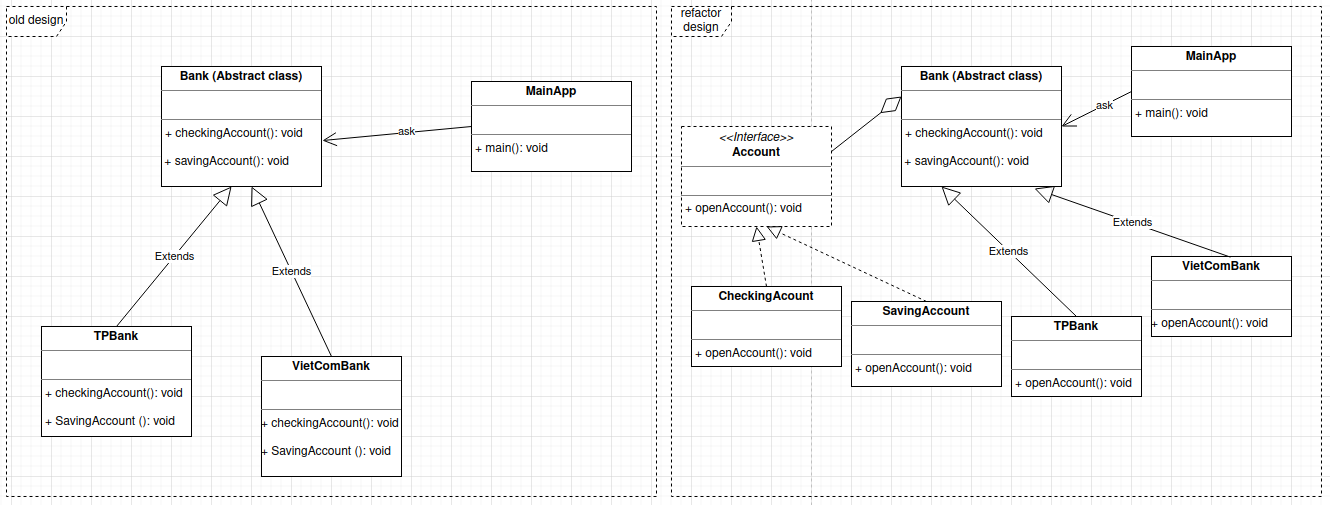 old design
Bank (Abstract class)
+ checkingAccount(): void
+ savingAccount(): void
MainApp
+ main(): void
ask
Extends
Extends
TPBank
+ checkingAccount(): void
+ SavingAccount (): void
VietComBank
+ checkingAccount(): void
+ SavingAccount (): void
refactor
design
Bank (Abstract class)
+ checkingAccount(): void
+ savingAccount(): void
MainApp
+ main(): void
ask
<<Interface>>
Account
+ openAccount(): void
Extends
Extends
CheckingAcount
+ openAccount(): void
SavingAccount
+ openAccount(): void
TPBank
+ openAccount(): void
VietComBank
+ openAccount(): void